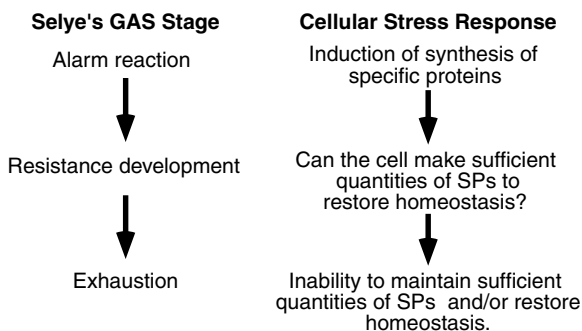 Selye's GAS Stage
Alarm reaction
Resistance development
Exhaustion
Cellular Stress Response
Induction of synthesis of
specific proteins
Can the cell make sufficient
quantities of SPs to
restore homeostasis?
Inability to maintain sufficient
quantities of SPs and/or restore
homeostasis.